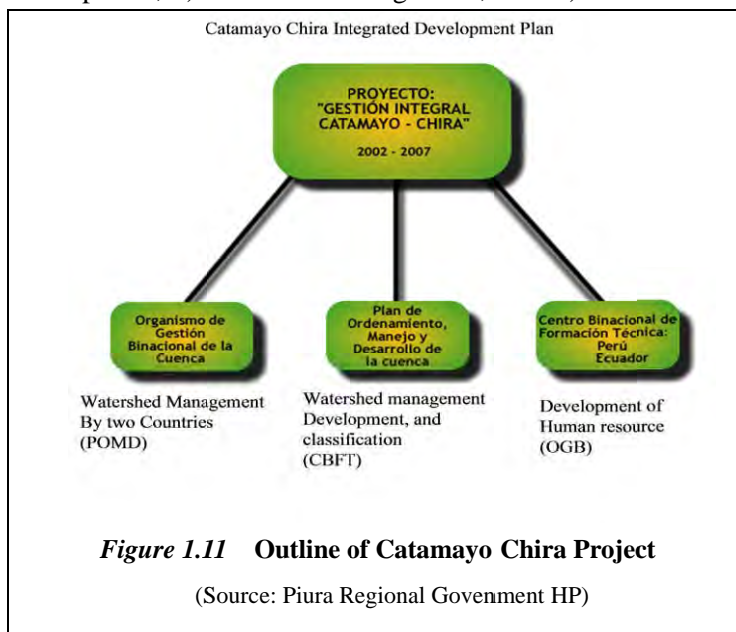 Catamayo Chira Integrated Development Plan
PROYECTO:
"GESTIÓN INTEGRAL
CATAMAYO - CHIRA"
2002 - 2007
Organismo de
Gestión
Binacional de la
Cuenca
Plan de
Ordenamiento,
Manejo y
Desarrollo de
la cuenca
Centro Binacional de
Formación Técnica:
Perú
Ecuador
Watershed Management
By two Countries
(POMD)
Watershed management
Development, and
classification
(CBFT)
Development of
Human resource
(OGB)
Figure 1.11 Outline of Catamayo Chira Project
(Source: Piura Regional Govenment HP)